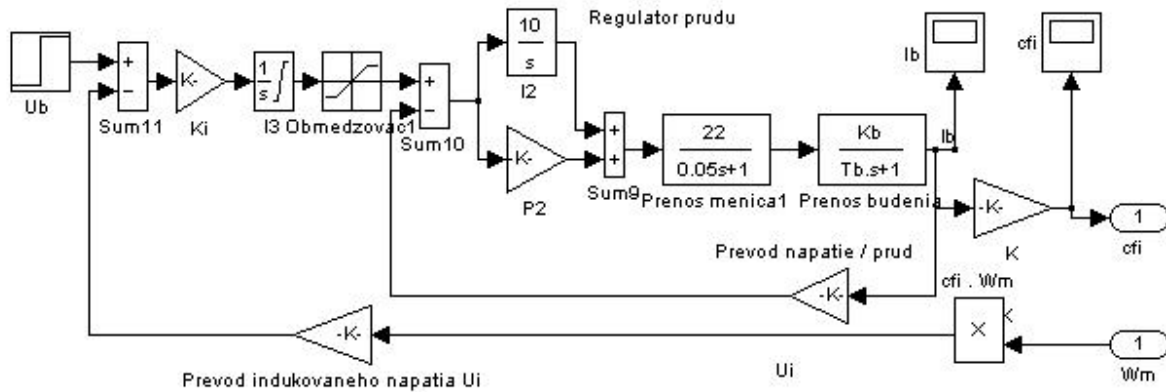 Regulator prudu
Ub
+
−
Sum11
K-
Ki
1
s
I3
Obmedzovac1
+
−
Sum10
10
s
I2
-K-
P2
+
+
Sum9
22
0.05s+1
Prenos menica1
Kb
Tb.s+1
Prenos budenia
Ib
Ib
cfi
-K-
K
1
cfi
Prevod napatie / prud
-K-
cfi . Wm
×
K
1
Wm
Ui
-K-
Prevod indukovaneho napatia Ui